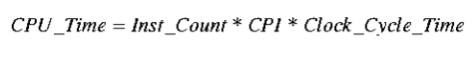 CPU_Time = Inst_Count * CPI * Clock_Cycle_Time